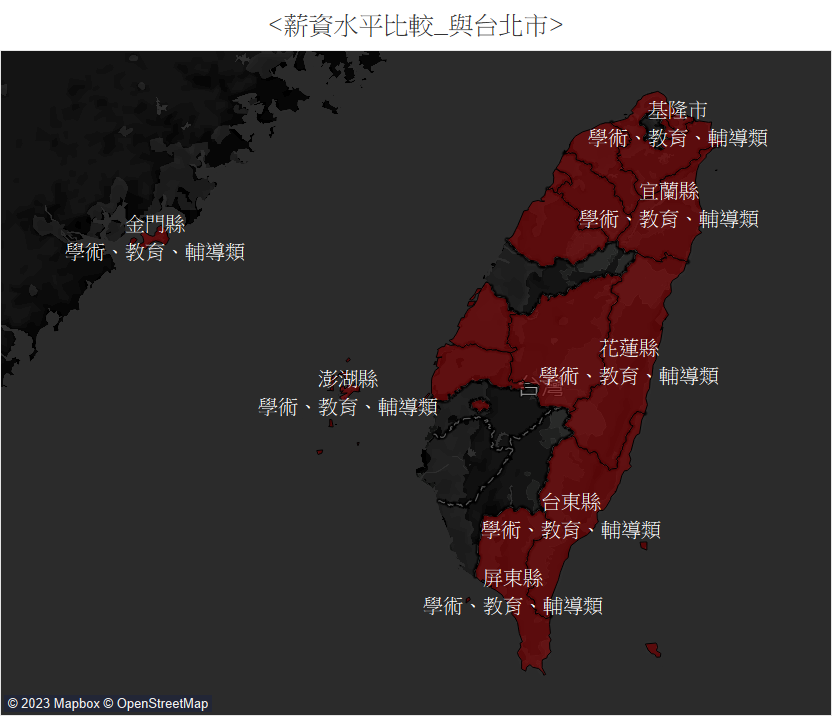 <薪資水平比較_與台北市>
基隆市
學術、教育、輔導類
宜蘭縣
學術、教育、輔導類
金門縣
學術、教育、輔導類
花蓮縣
學術、教育、輔導類
台灣
澎湖縣
學術、教育、輔導類
台東縣
學術、教育、輔導類
屏東縣
學術、教育、輔導類
© 2023 Mapbox © OpenStreetMap